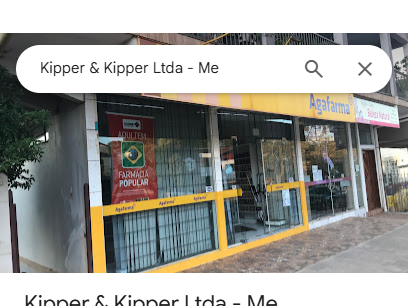 Kipper & Kipper Ltda - Me
Agafarma
AQUI TEM
FARMÁCIA
POPULAR
Agafarma
Agafarma
Agafarma
Kipper & Kipper Ltda - Me